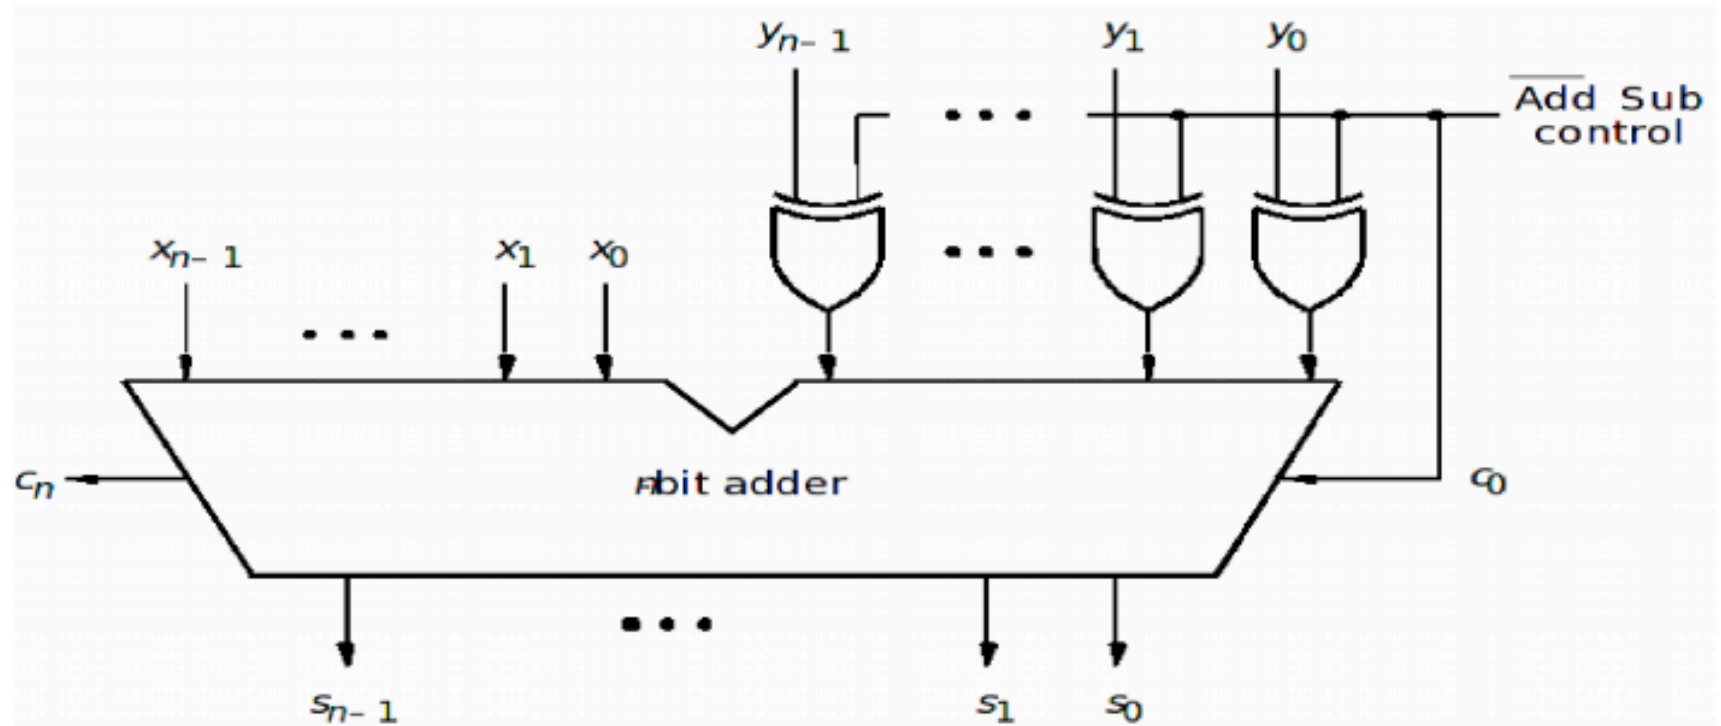 yn– 1 y1 y0
Add Sub
control
xn– 1 x1 x0
cn
bit adder
c0
sn– 1 s1 s0